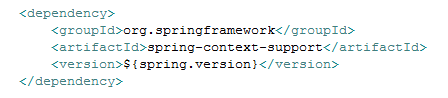 <dependency>
    <groupId>org.springframework</groupId>
    <artifactId>spring-context-support</artifactId>
    <version>${spring.version}</version>
</dependency>